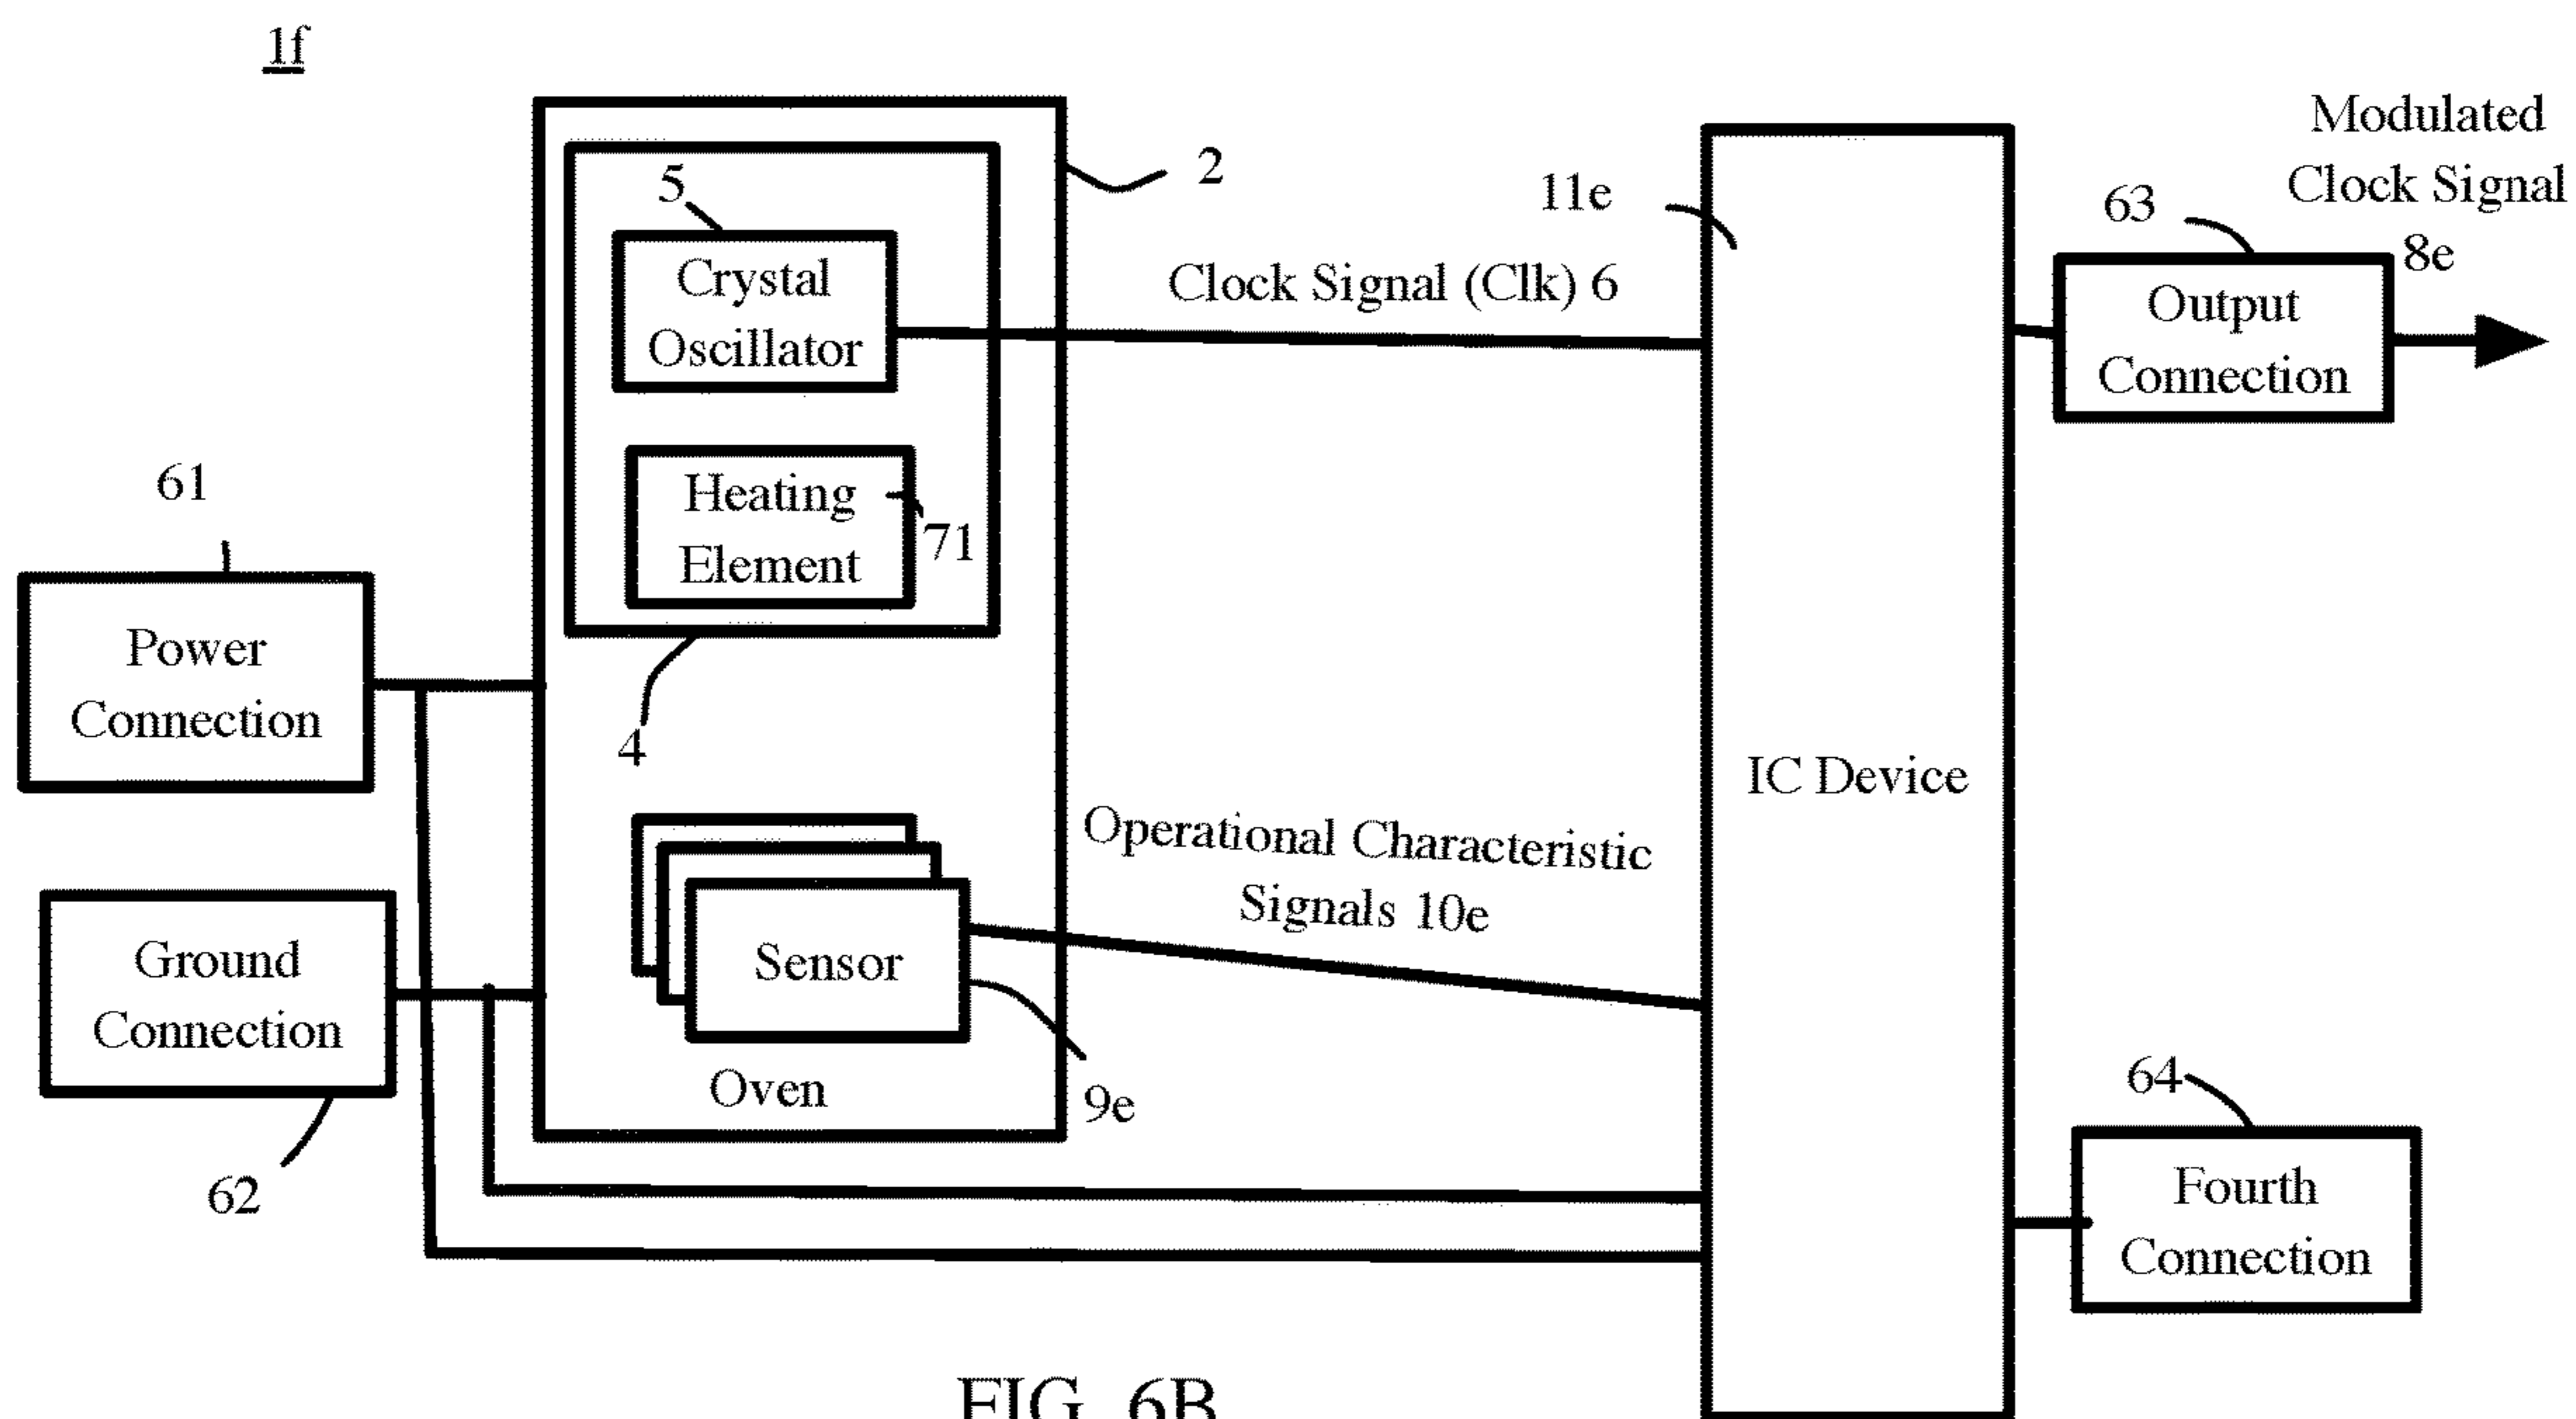 1f
Modulated
Clock Signal
8e
2
5
11e
63
Crystal
Oscillator
Clock Signal (Clk) 6
Output
Connection
Heating
Element
71
61
Power
Connection
4
IC Device
Operational Characteristic
Signals 10e
Sensor
Ground
Connection
Oven
9e
62
64
Fourth
Connection
FIG. 6B